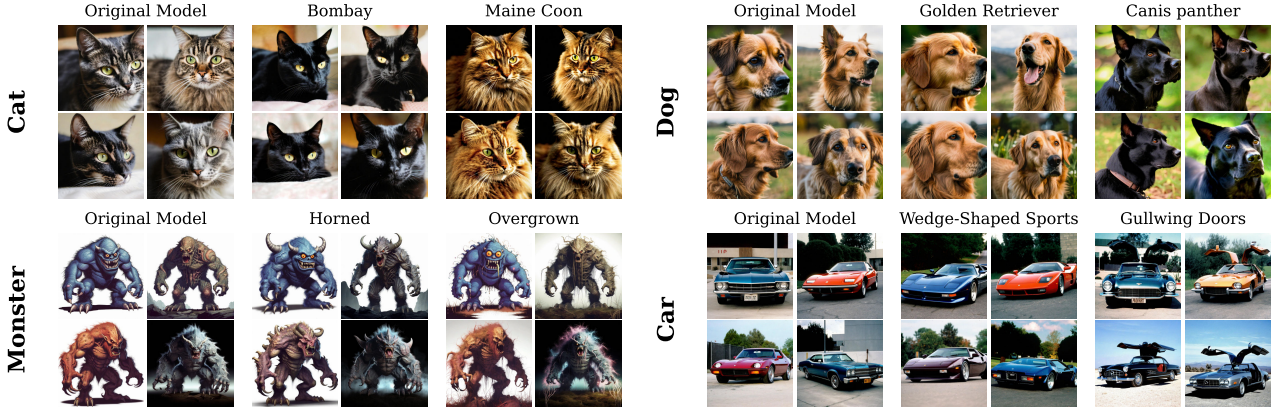 Original Model
Bombay
Maine Coon
Cat
Original Model
Golden Retriever
Canis panther
Dog
Original Model
Horned
Overgrown
Monster
Original Model
Wedge-Shaped Sports
Gullwing Doors
Car